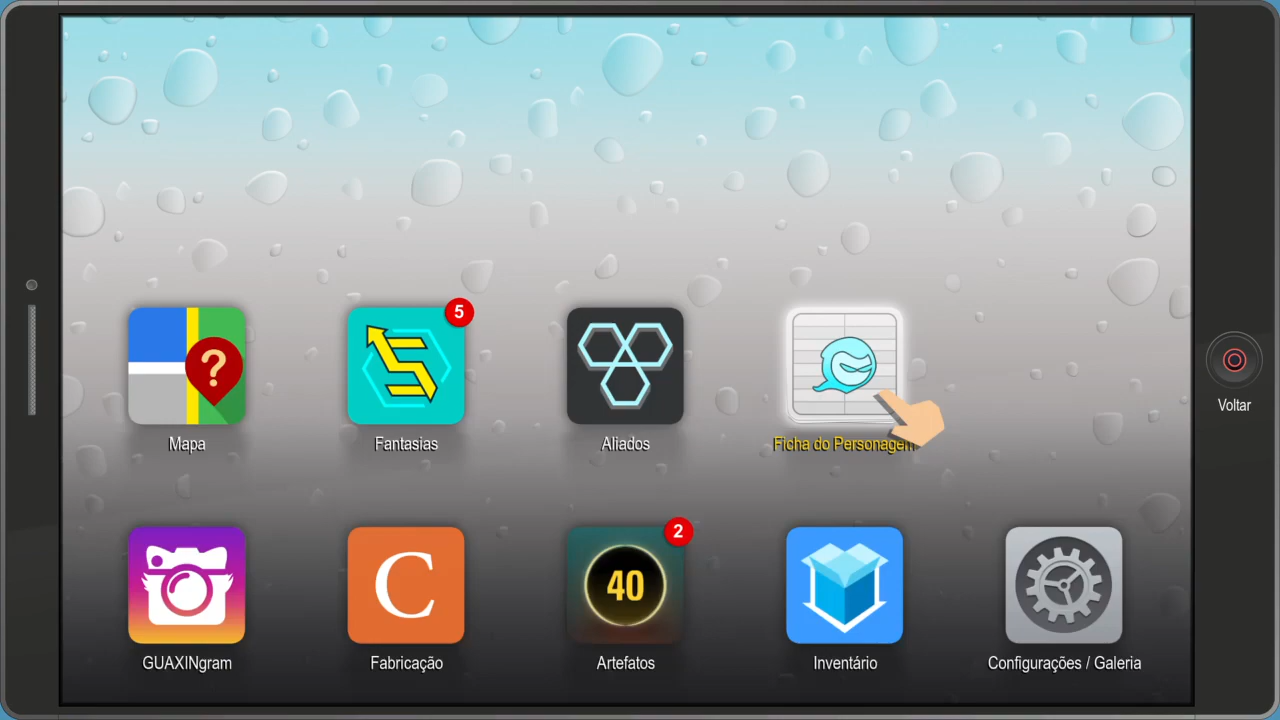 5
Mapa
Fantasias
Aliados
Ficha do Personagem
Voltar
2
40
GUAXINgram
Fabricação
Artefatos
Inventário
Configurações / Galeria
?
C